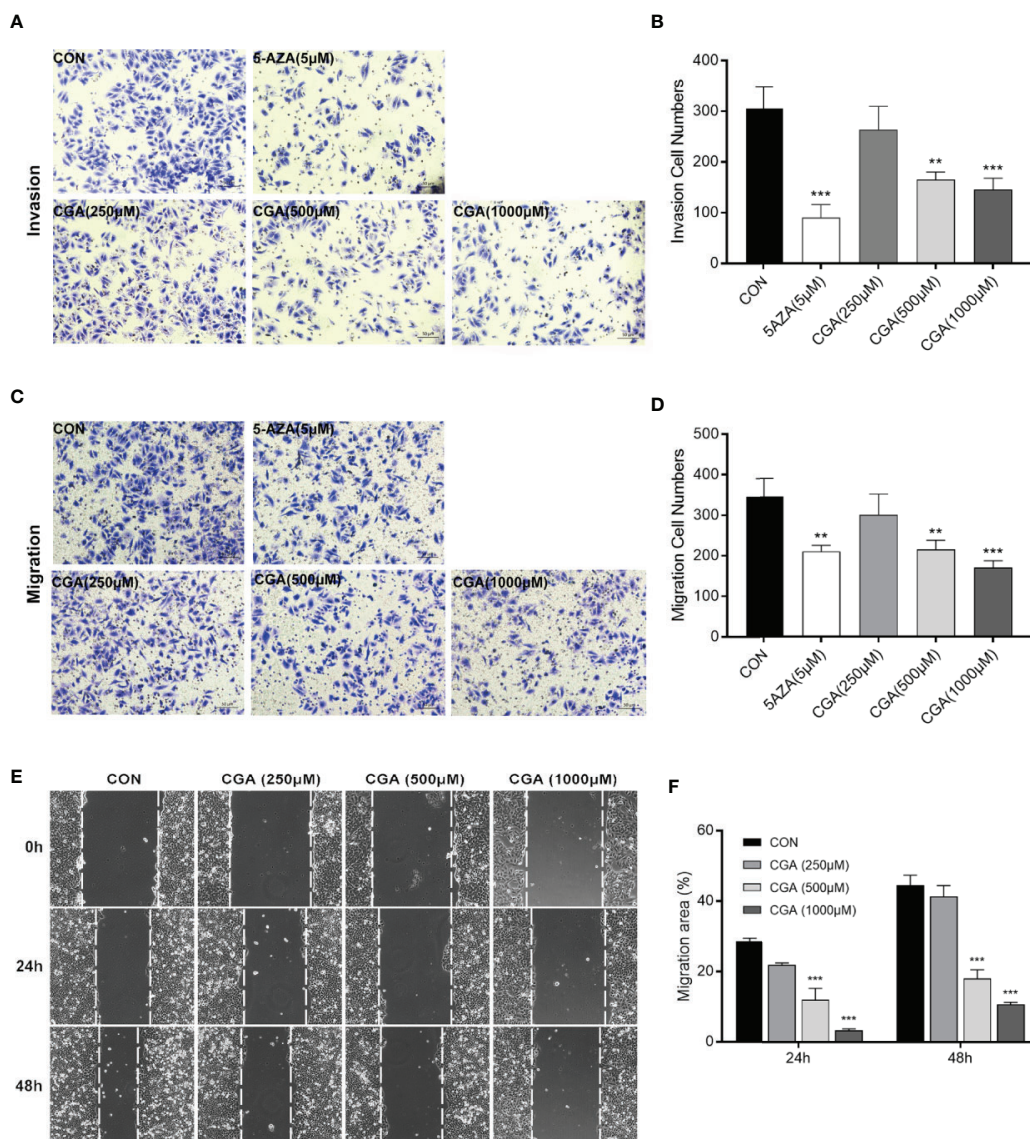 A
CON
5-AZA(5μM)
CGA(250μM)
CGA(500μM)
CGA(1000μM)
Invasion
B
Invasion Cell Numbers
400
300
200
100
0
***
**
***
CON
5AZA(5μM)
CGA(250μM)
CGA(500μM)
CGA(1000μM)
C
CON
5-AZA(5μM)
CGA(250μM)
CGA(500μM)
CGA(1000μM)
Migration
D
Migration Cell Numbers
500
400
300
200
100
0
**
**
***
CON
5AZA(5μM)
CGA(250μM)
CGA(500μM)
CGA(1000μM)
E
CON
CGA (250μM)
CGA (500μM)
CGA (1000μM)
0h
24h
48h
F
Migration area (%)
60
40
20
0
CON
CGA (250μM)
CGA (500μM)
CGA (1000μM)
***
***
***
***
24h
48h